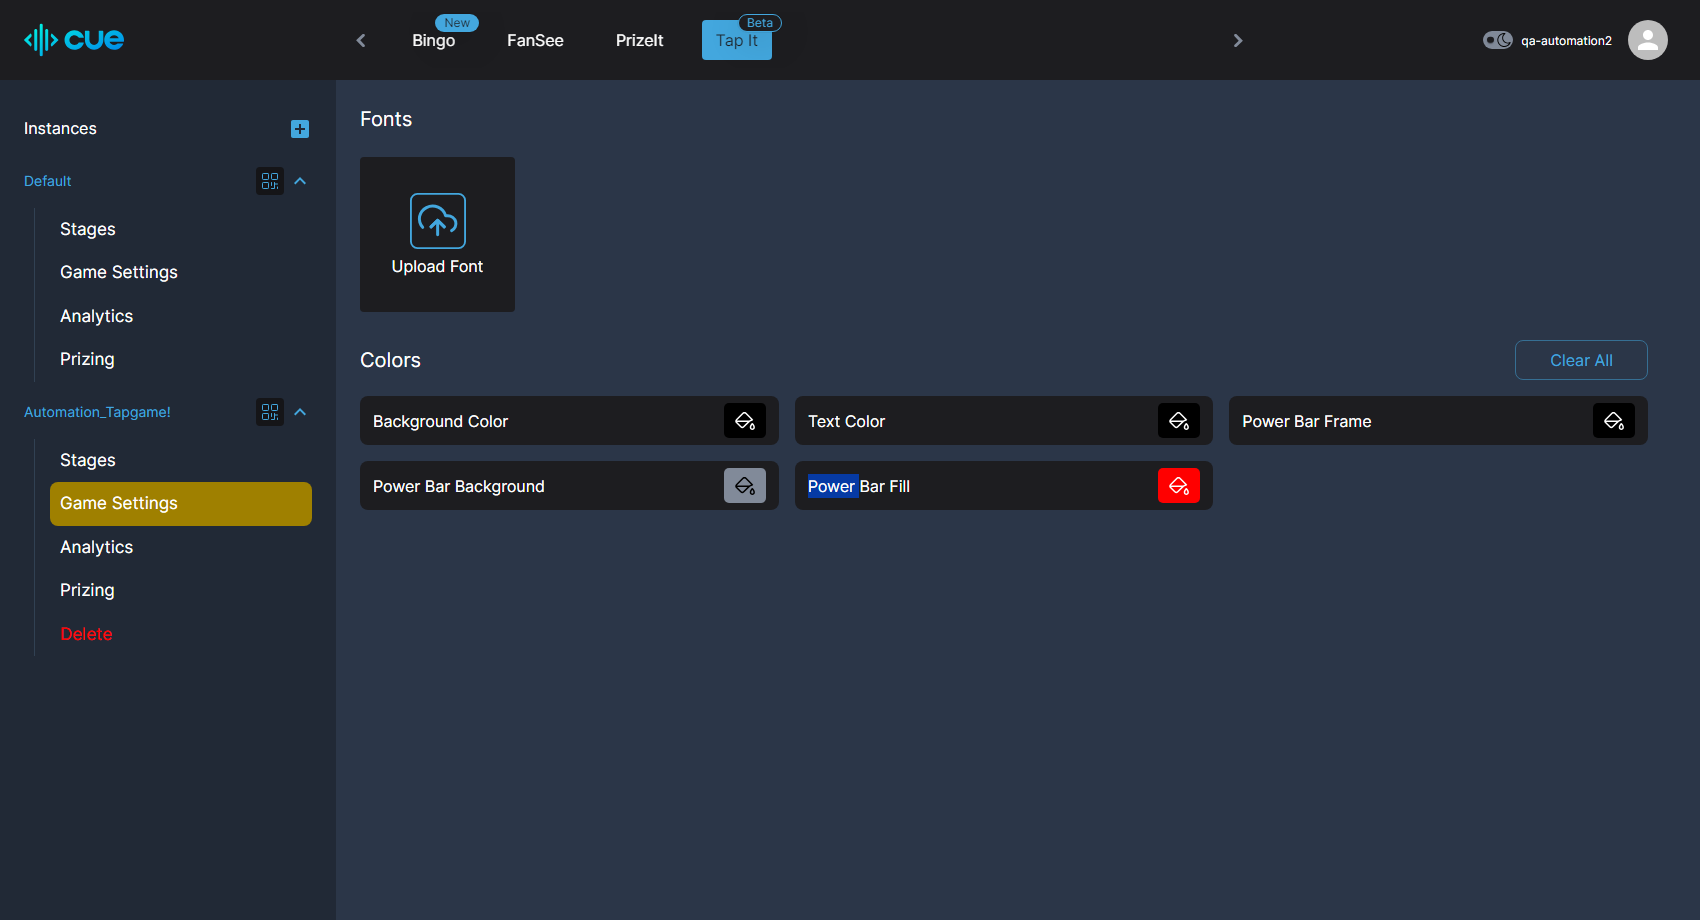 cue
Bingo
New
FanSee
PrizeIt
Tap It
Beta
qa-automation2
Instances
Default
Stages
Game Settings
Analytics
Prizing
Automation_Tapgame!
Stages
Game Settings
Analytics
Prizing
Delete
Fonts
Upload Font
Colors
Clear All
Background Color
Text Color
Power Bar Frame
Power Bar Background
Power Bar Fill